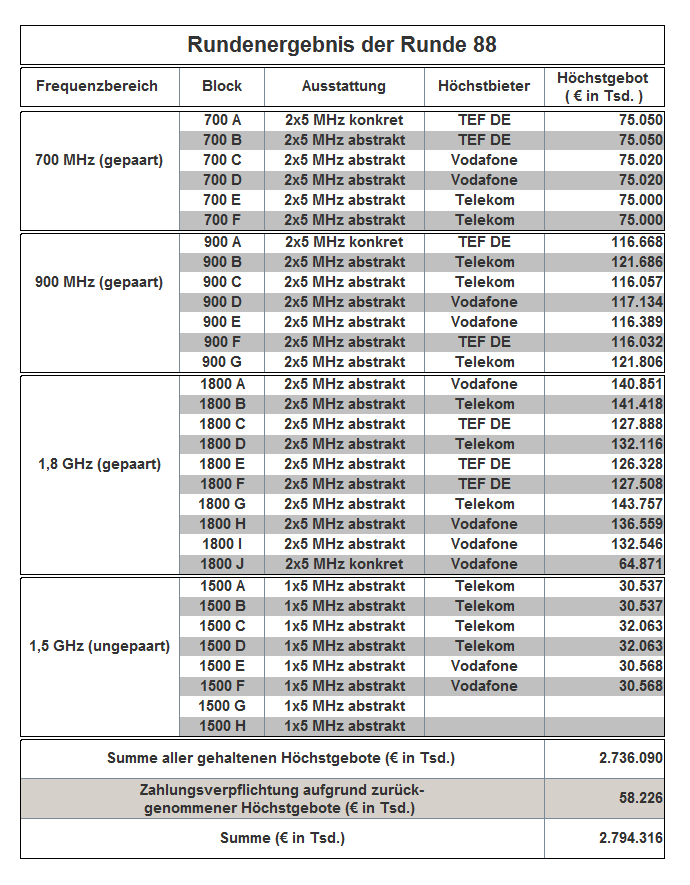 Rundenergebnis der Runde 88
Frequenzbereich Block Ausstattung Höchstbieter Höchstgebot
( € in Tsd. )
700 A 2x5 MHz konkret TEF DE 75.050
700 B 2x5 MHz abstrakt TEF DE 75.050
700 MHz (gepaart) 700 C 2x5 MHz abstrakt Vodafone 75.020
700 D 2x5 MHz abstrakt Vodafone 75.020
700 E 2x5 MHz abstrakt Telekom 75.000
700 F 2x5 MHz abstrakt Telekom 75.000
900 A 2x5 MHz konkret TEF DE 116.668
900 B 2x5 MHz abstrakt Telekom 121.686
900 MHz (gepaart) 900 C 2x5 MHz abstrakt Telekom 116.057
900 D 2x5 MHz abstrakt Vodafone 117.134
900 E 2x5 MHz abstrakt Vodafone 116.389
900 F 2x5 MHz abstrakt TEF DE 116.032
900 G 2x5 MHz abstrakt Telekom 121.806
1800 A 2x5 MHz abstrakt Vodafone 140.851
1800 B 2x5 MHz abstrakt Telekom 141.418
1800 C 2x5 MHz abstrakt TEF DE 127.888
1800 D 2x5 MHz abstrakt Telekom 132.116
1,8 GHz (gepaart) 1800 E 2x5 MHz abstrakt TEF DE 126.328
1800 F 2x5 MHz abstrakt TEF DE 127.508
1800 G 2x5 MHz abstrakt Telekom 143.757
1800 H 2x5 MHz abstrakt Vodafone 136.559
1800 I 2x5 MHz abstrakt Vodafone 132.546
1800 J 2x5 MHz konkret Vodafone 64.871
1500 A 1x5 MHz abstrakt Telekom 30.537
1500 B 1x5 MHz abstrakt Telekom 30.537
1500 C 1x5 MHz abstrakt Telekom 32.063
1,5 GHz (ungepaart) 1500 D 1x5 MHz abstrakt Telekom 32.063
1500 E 1x5 MHz abstrakt Vodafone 30.568
1500 F 1x5 MHz abstrakt Vodafone 30.568
1500 G 1x5 MHz abstrakt
1500 H 1x5 MHz abstrakt
Summe aller gehaltenen Höchstgebote (€ in Tsd.) 2.736.090
Zahlungsverpflichtung aufgrund zurück-
genommener Höchstgebote (€ in Tsd.) 58.226
Summe (€ in Tsd.) 2.794.316